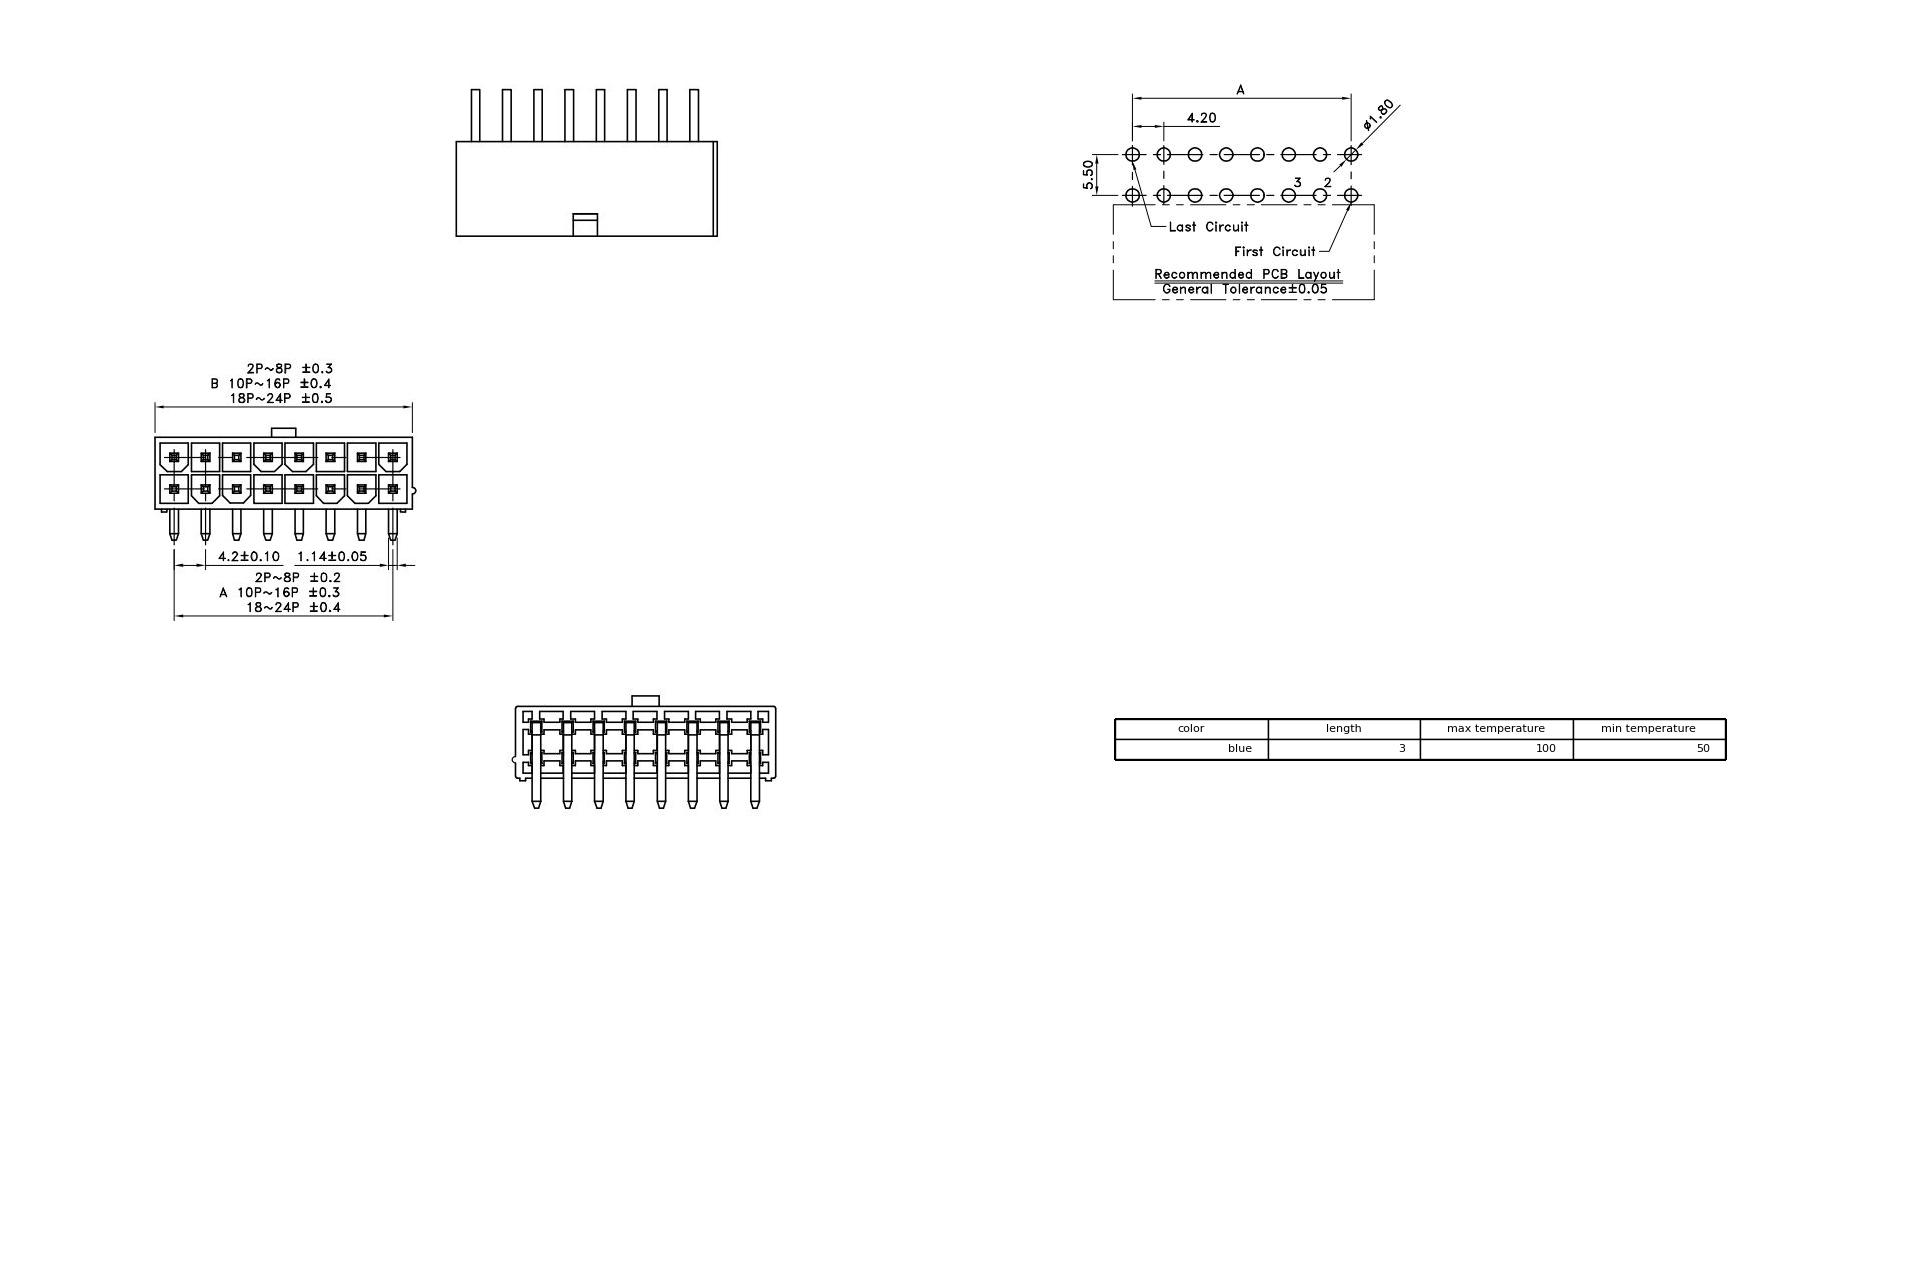 A
4.20
ø1.80
5.50
3 2
Last Circuit
First Circuit
Recommended PCB Layout
General Tolerance±0.05
2P~8P ±0.3
B 10P~16P ±0.4
18P~24P ±0.5
4.2±0.10 1.14±0.05
2P~8P ±0.2
A 10P~16P ±0.3
18~24P ±0.4
color length max temperature min temperature
blue 3 100 50